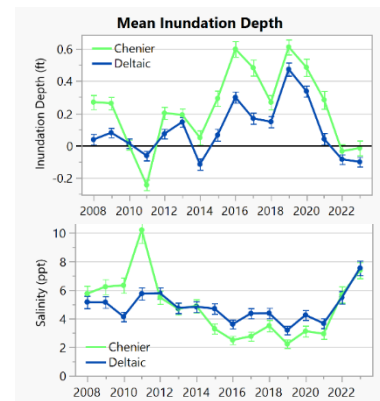 Mean Inundation Depth
Inundation Depth (ft)
0.6
0.4
0.2
0
-0.2
Chenier
Deltaic
2008 2010 2012 2014 2016 2018 2020 2022
Salinity (ppt)
10
8
6
4
2
0
Chenier
Deltaic
2008 2010 2012 2014 2016 2018 2020 2022